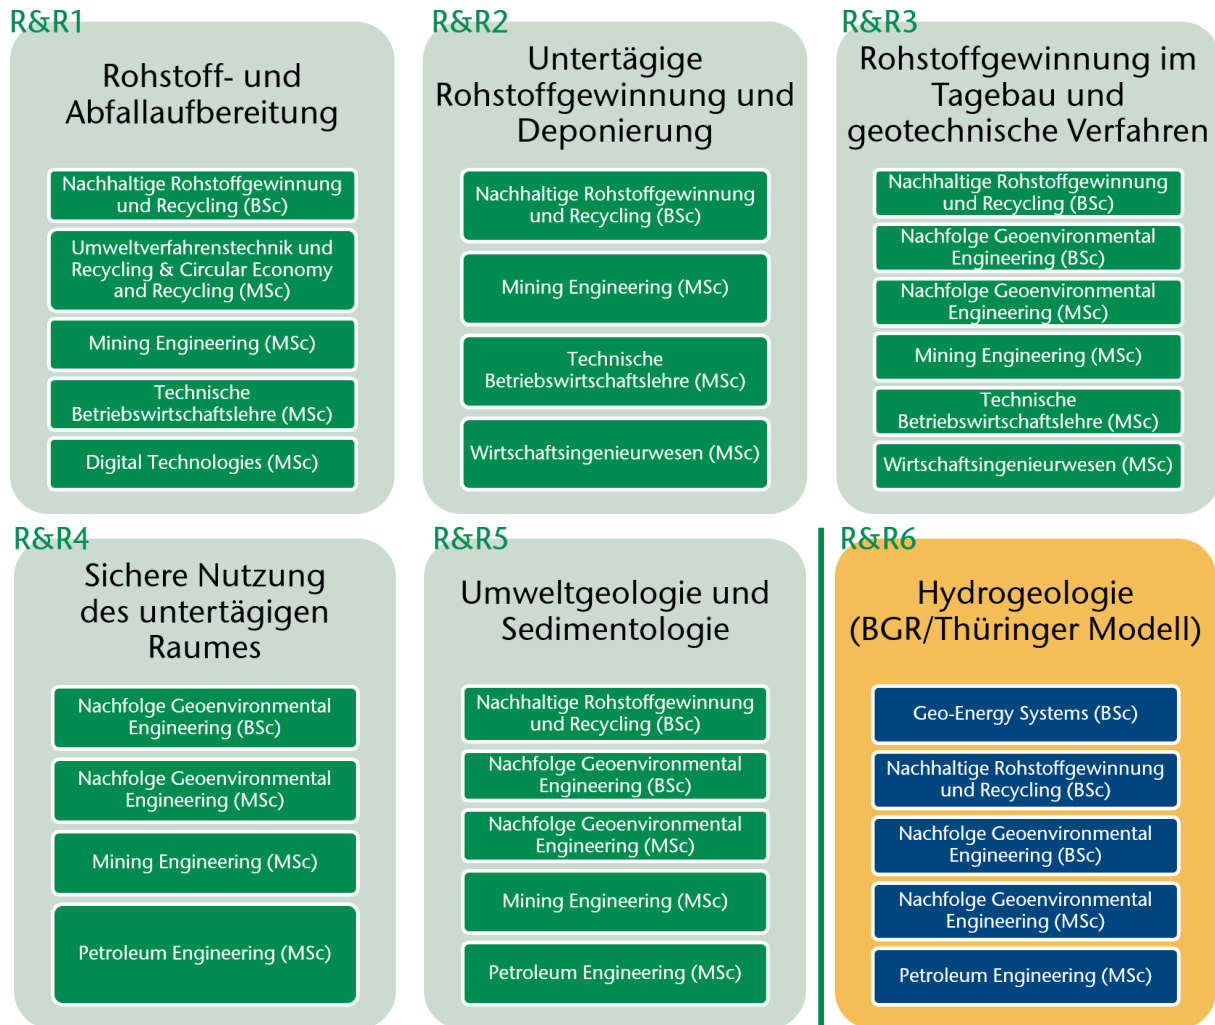 R&R1
Rohstoff- und
Abfallaufbereitung
Nachhaltige Rohstoffgewinnung
und Recycling (BSc)
Umweltverfahrenstechnik und
Recycling & Circular Economy
and Recycling (MSc)
Mining Engineering (MSc)
Technische
Betriebswirtschaftslehre (MSc)
Digital Technologies (MSc)
R&R2
Untertägige
Rohstoffgewinnung und
Deponierung
Nachhaltige Rohstoffgewinnung
und Recycling (BSc)
Mining Engineering (MSc)
Technische
Betriebswirtschaftslehre (MSc)
Wirtschaftsingenieurwesen (MSc)
R&R3
Rohstoffgewinnung im
Tagebau und
geotechnische Verfahren
Nachhaltige Rohstoffgewinnung
und Recycling (BSc)
Nachfolge Geoenvironmental
Engineering (BSc)
Nachfolge Geoenvironmental
Engineering (MSc)
Mining Engineering (MSc)
Technische
Betriebswirtschaftslehre (MSc)
Wirtschaftsingenieurwesen (MSc)
R&R4
Sichere Nutzung
des untertägigen
Raumes
Nachfolge Geoenvironmental
Engineering (BSc)
Nachfolge Geoenvironmental
Engineering (MSc)
Mining Engineering (MSc)
Petroleum Engineering (MSc)
R&R5
Umweltgeologie und
Sedimentologie
Nachhaltige Rohstoffgewinnung
und Recycling (BSc)
Nachfolge Geoenvironmental
Engineering (BSc)
Nachfolge Geoenvironmental
Engineering (MSc)
Mining Engineering (MSc)
Petroleum Engineering (MSc)
R&R6
Hydrogeologie
(BGR/Thüringer Modell)
Geo-Energy Systems (BSc)
Nachhaltige Rohstoffgewinnung
und Recycling (BSc)
Nachfolge Geoenvironmental
Engineering (BSc)
Nachfolge Geoenvironmental
Engineering (MSc)
Petroleum Engineering (MSc)